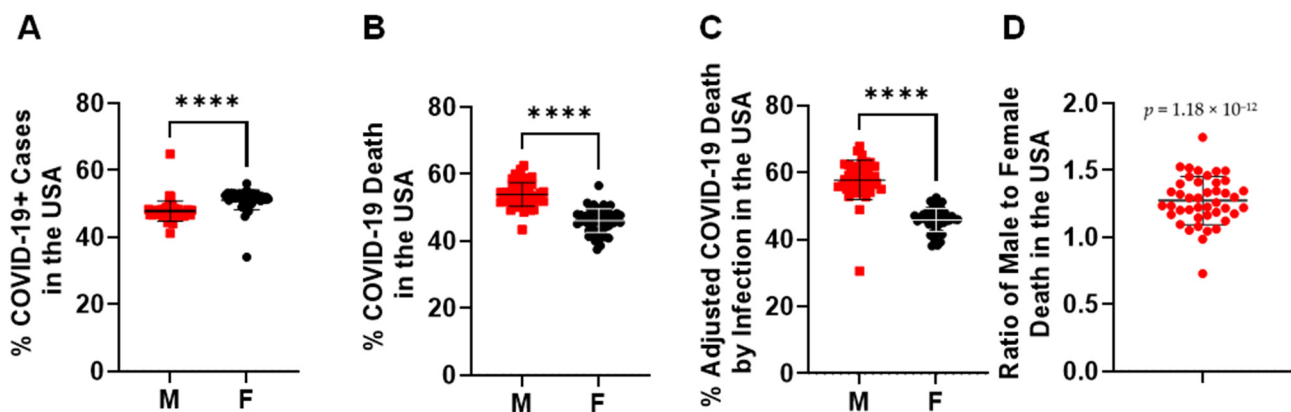 A
% COVID-19+ Cases
in the USA
80
60
40
20
0
****
M
F
B
% COVID-19 Death
in the USA
80
60
40
20
0
****
M
F
C
% Adjusted COVID-19 Death
by Infection in the USA
80
60
40
20
0
****
M
F
D
Ratio of Male to Female
Death in the USA
2.0
1.5
1.0
0.5
0.0
p = 1.18 × 10⁻¹²